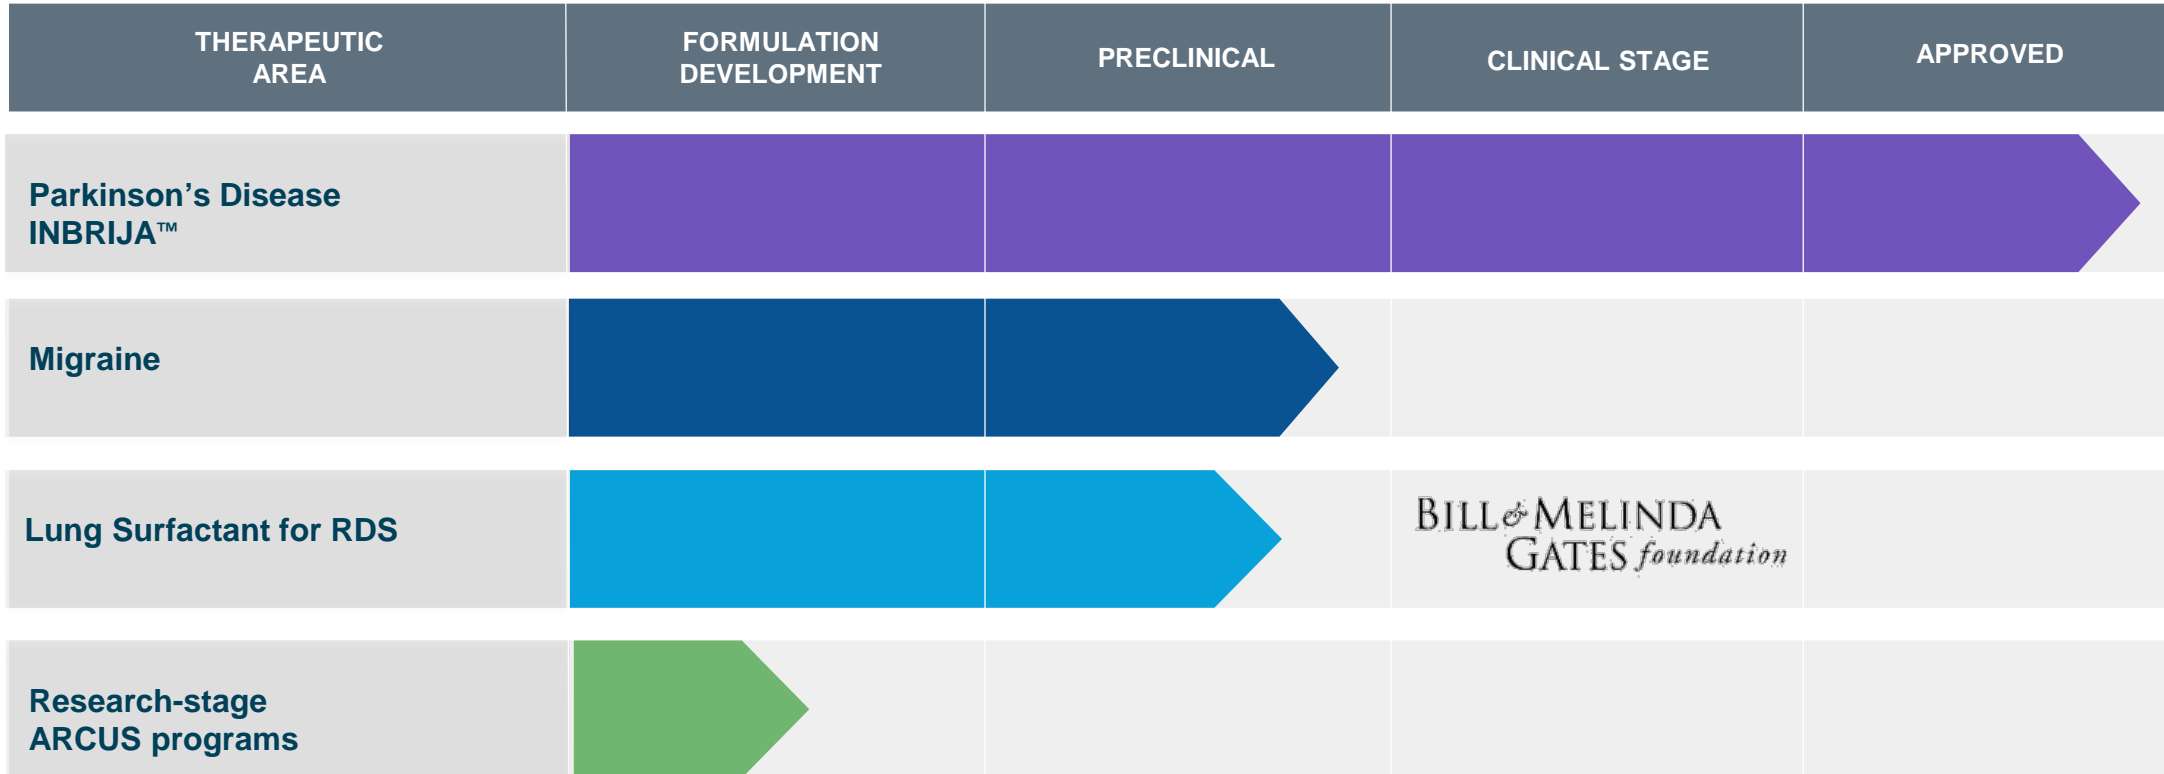 THERAPEUTIC
AREA
FORMULATION
DEVELOPMENT
PRECLINICAL
CLINICAL STAGE
APPROVED
Parkinson’s Disease
INBRIJA™
Migraine
Lung Surfactant for RDS
BILL & MELINDA
GATES foundation
Research-stage
ARCUS programs